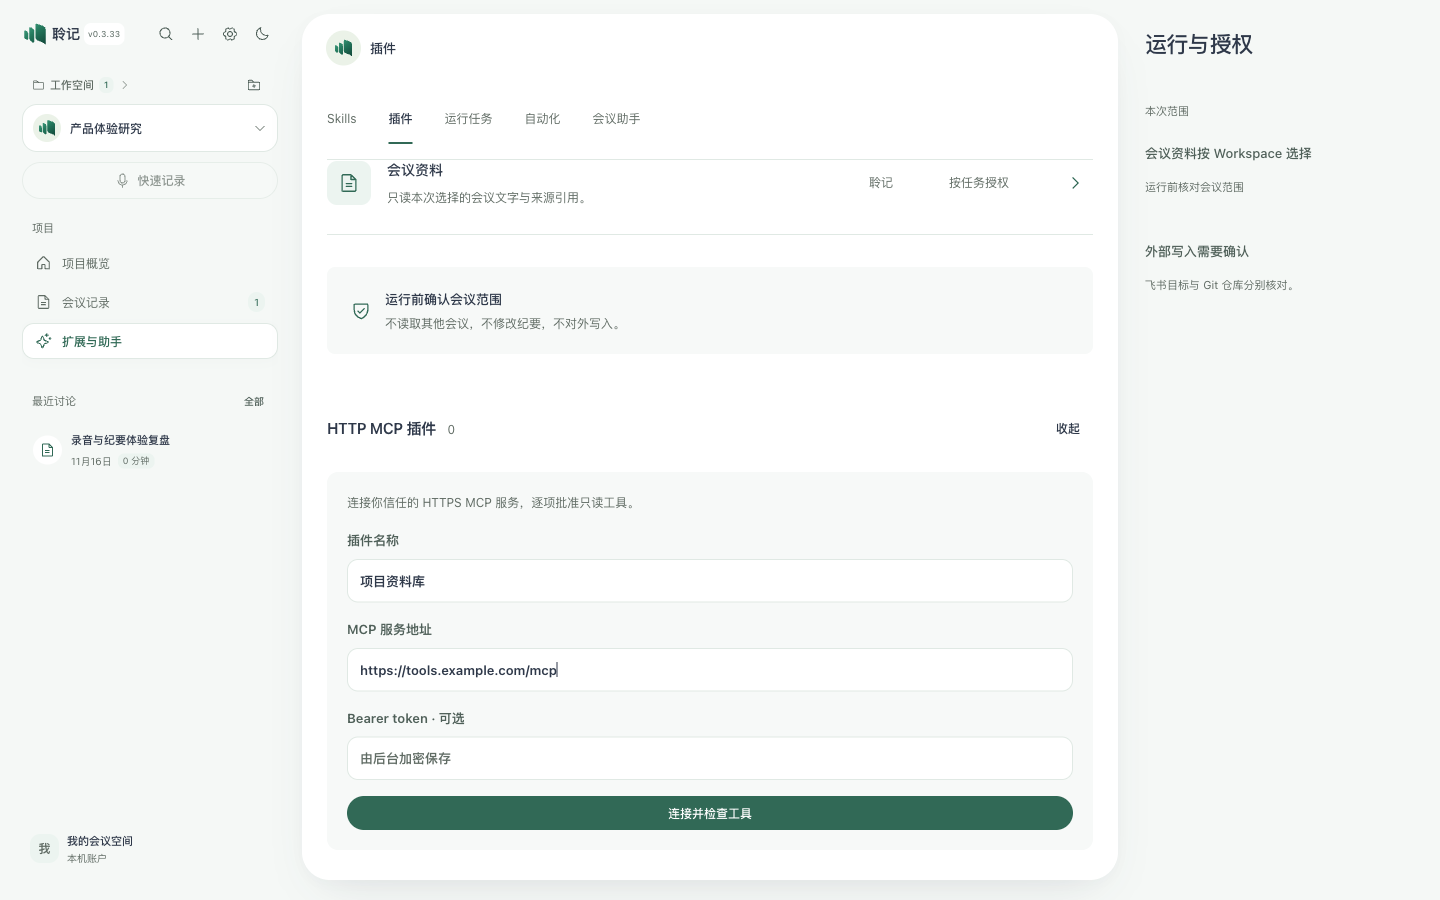 聆记 v0.3.33
工作空间 1
产品体验研究
快速记录
项目
项目概览
会议记录 1
扩展与助手
最近讨论 全部
录音与纪要体验复盘
11月16日 0 分钟
我 我的会议空间
本机账户
插件
Skills 插件 运行任务 自动化 会议助手
会议资料
只读本次选择的会议文字与来源引用。
聆记 按任务授权
运行前确认会议范围
不读取其他会议，不修改纪要，不对外写入。
HTTP MCP 插件 0 收起
连接你信任的 HTTPS MCP 服务，逐项批准只读工具。
插件名称
项目资料库
MCP 服务地址
https://tools.example.com/mcp
Bearer token · 可选
由后台加密保存
连接并检查工具
运行与授权
本次范围
会议资料按 Workspace 选择
运行前核对会议范围
外部写入需要确认
飞书目标与 Git 仓库分别核对。